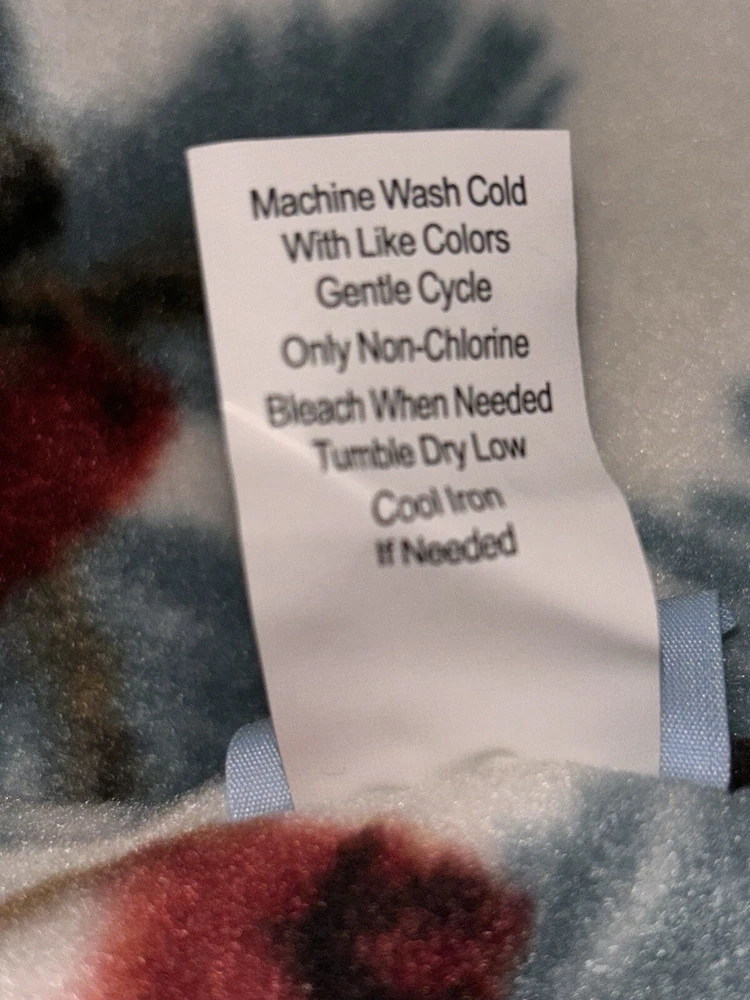 Machine Wash Cold
With Like Colors
Gentle Cycle
Only Non-Chlorine
Bleach When Needed
Tumble Dry Low
Cool Iron
If Needed